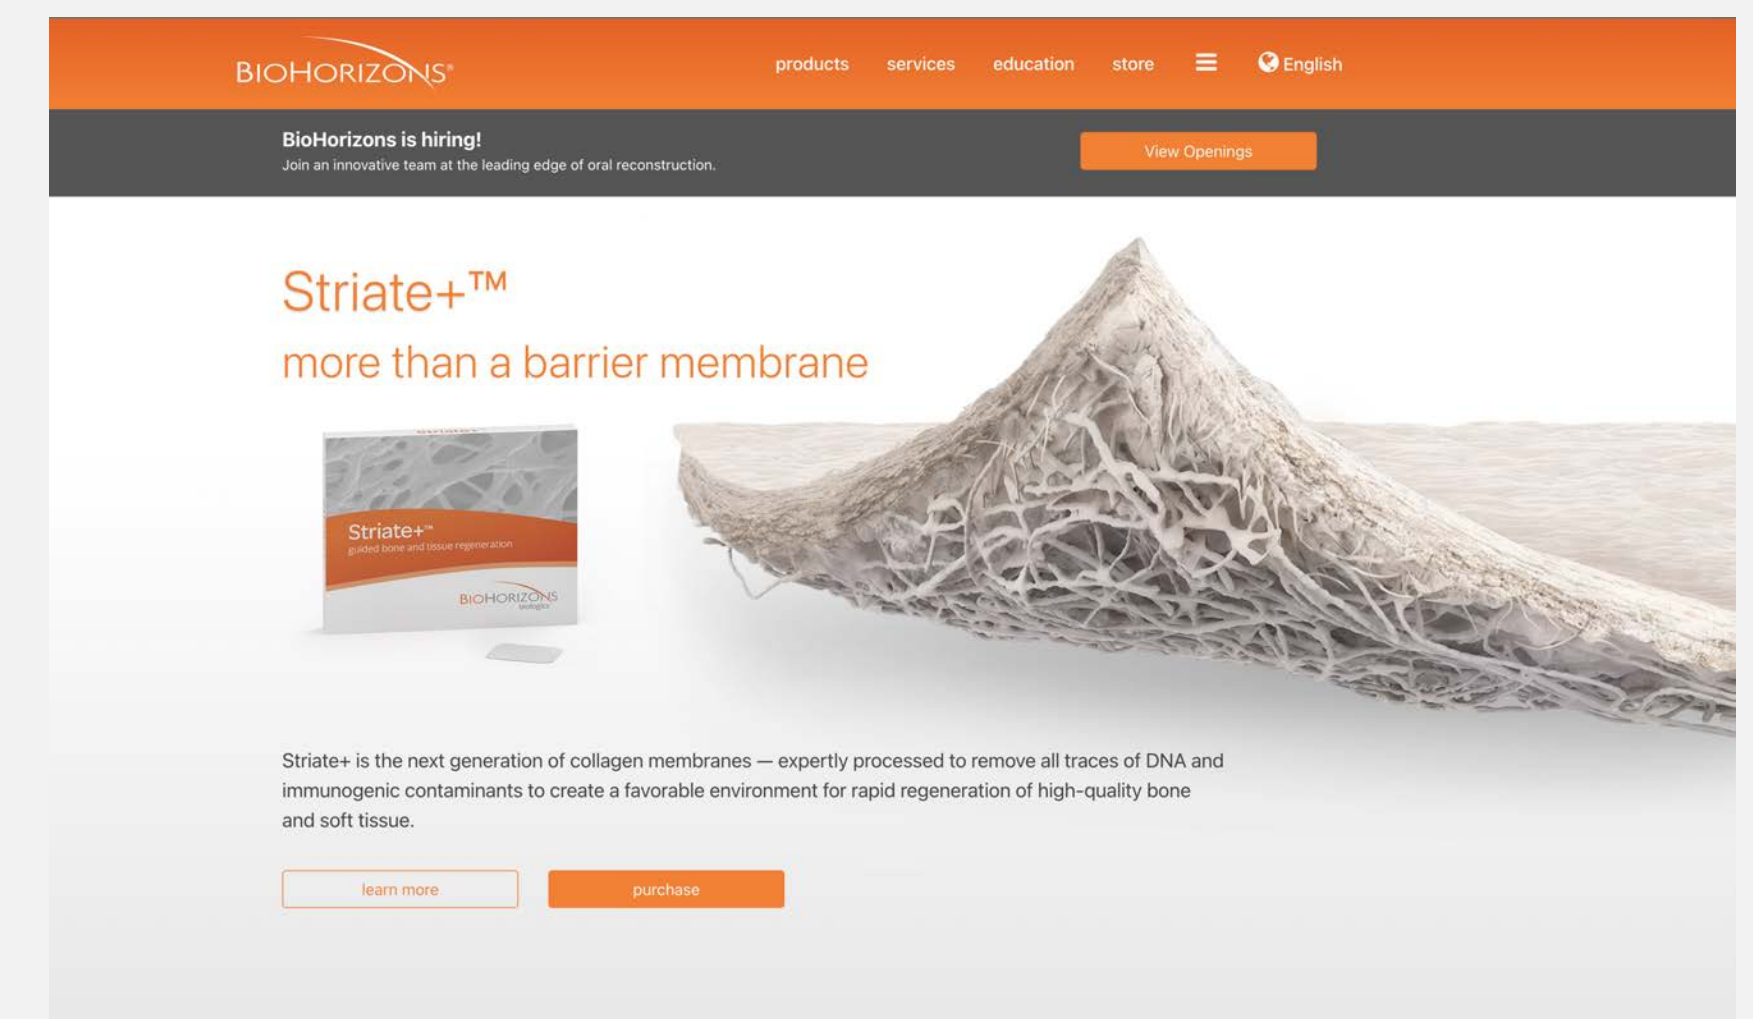 BIOHORIZONS®
products services education store English
BioHorizons is hiring!
Join an innovative team at the leading edge of oral reconstruction.
View Openings
Striate+™
more than a barrier membrane
Striate+™
Striate+™
guided bone and tissue regeneration
BIOHORIZONS
biologics
Striate+ is the next generation of collagen membranes — expertly processed to remove all traces of DNA and
immunogenic contaminants to create a favorable environment for rapid regeneration of high-quality bone
and soft tissue.
learn more purchase